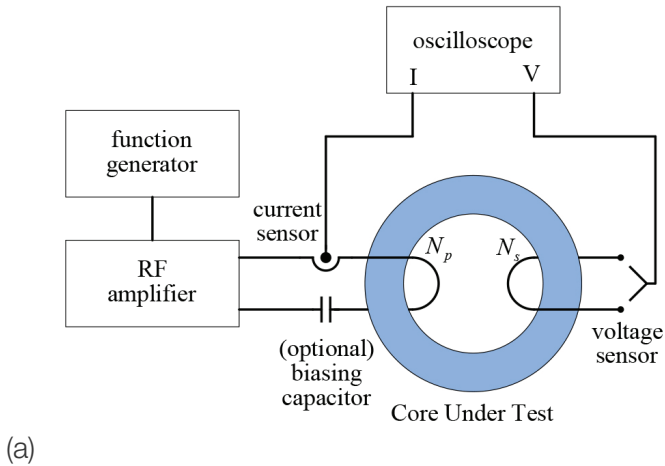 oscilloscope
I V
function
generator
current
sensor
RF
amplifier
N_p N_s
(optional)
biasing
capacitor
voltage
sensor
Core Under Test
(a)